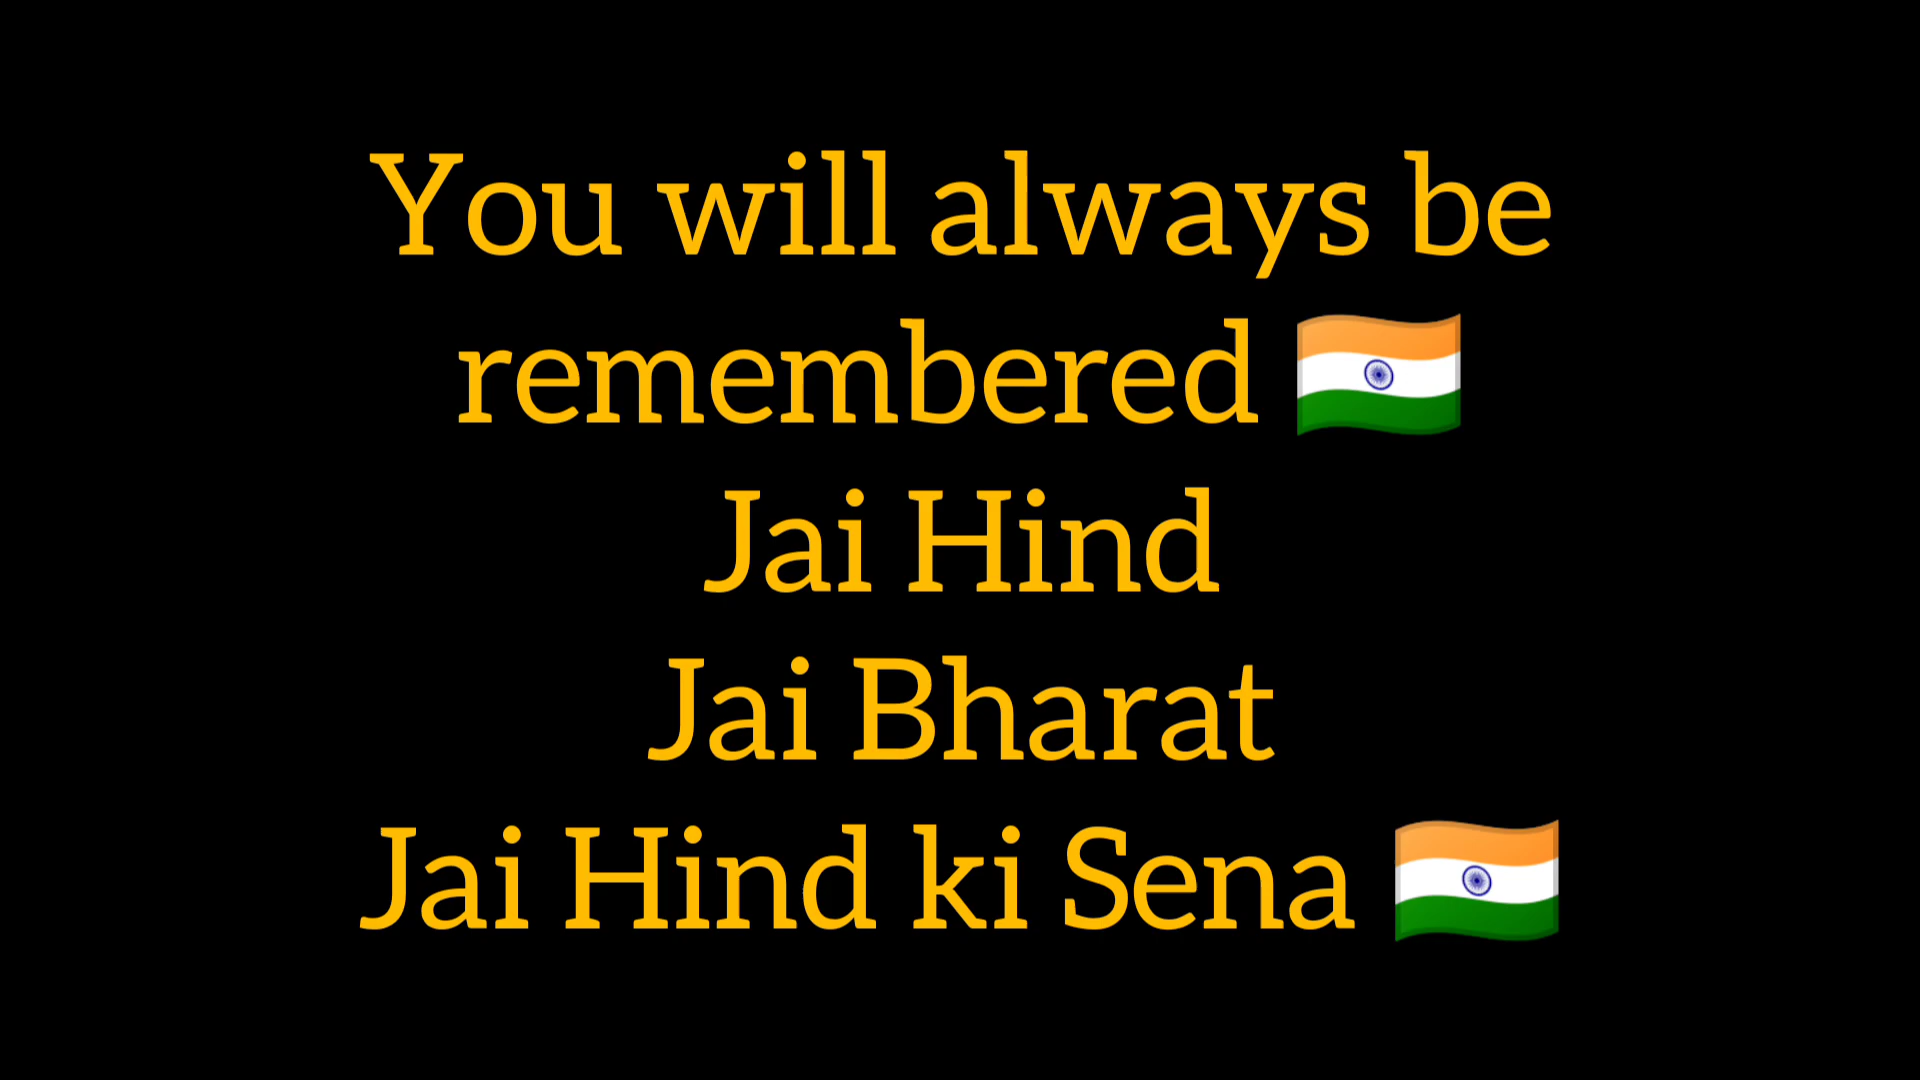 You will always be
remembered 🇮🇳
Jai Hind
Jai Bharat
Jai Hind ki Sena 🇮🇳